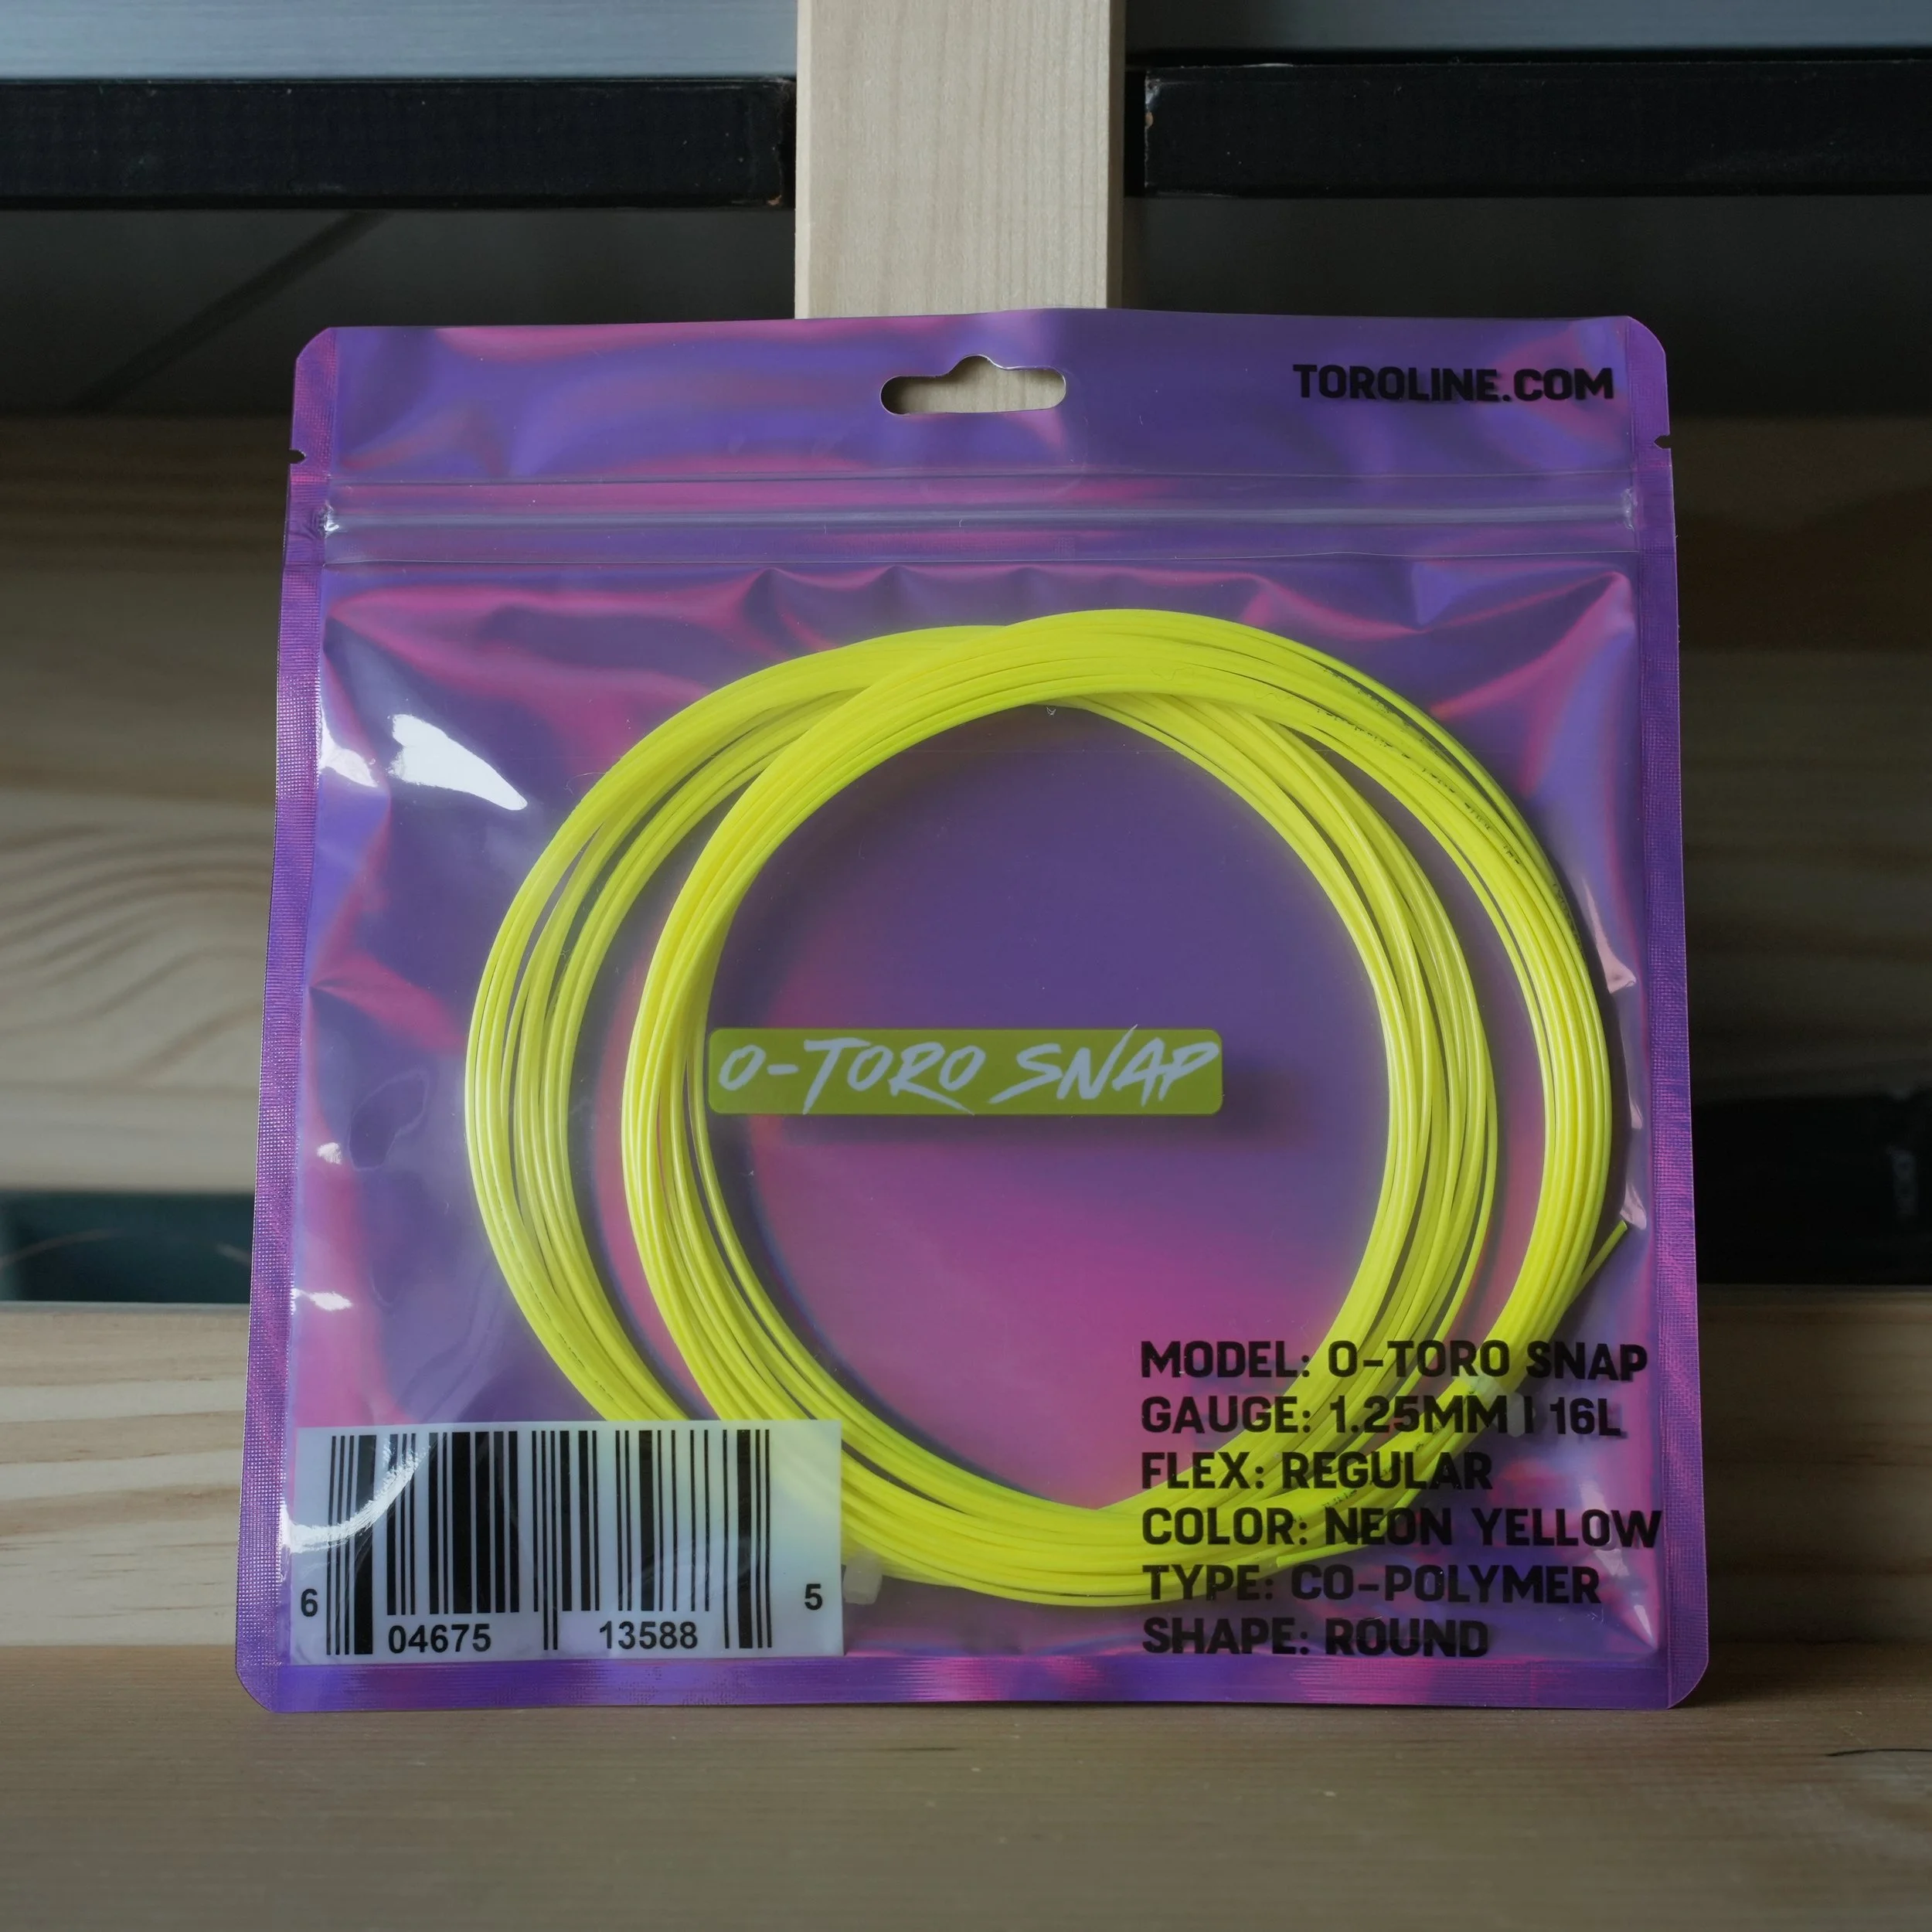 TOROLINE.COM
O-TORO SNAP
MODEL: O-TORO SNAP
GAUGE: 1.25MM | 16L
FLEX: REGULAR
COLOR: NEON YELLOW
TYPE: CO-POLYMER
SHAPE: ROUND
6 04675 13588 5